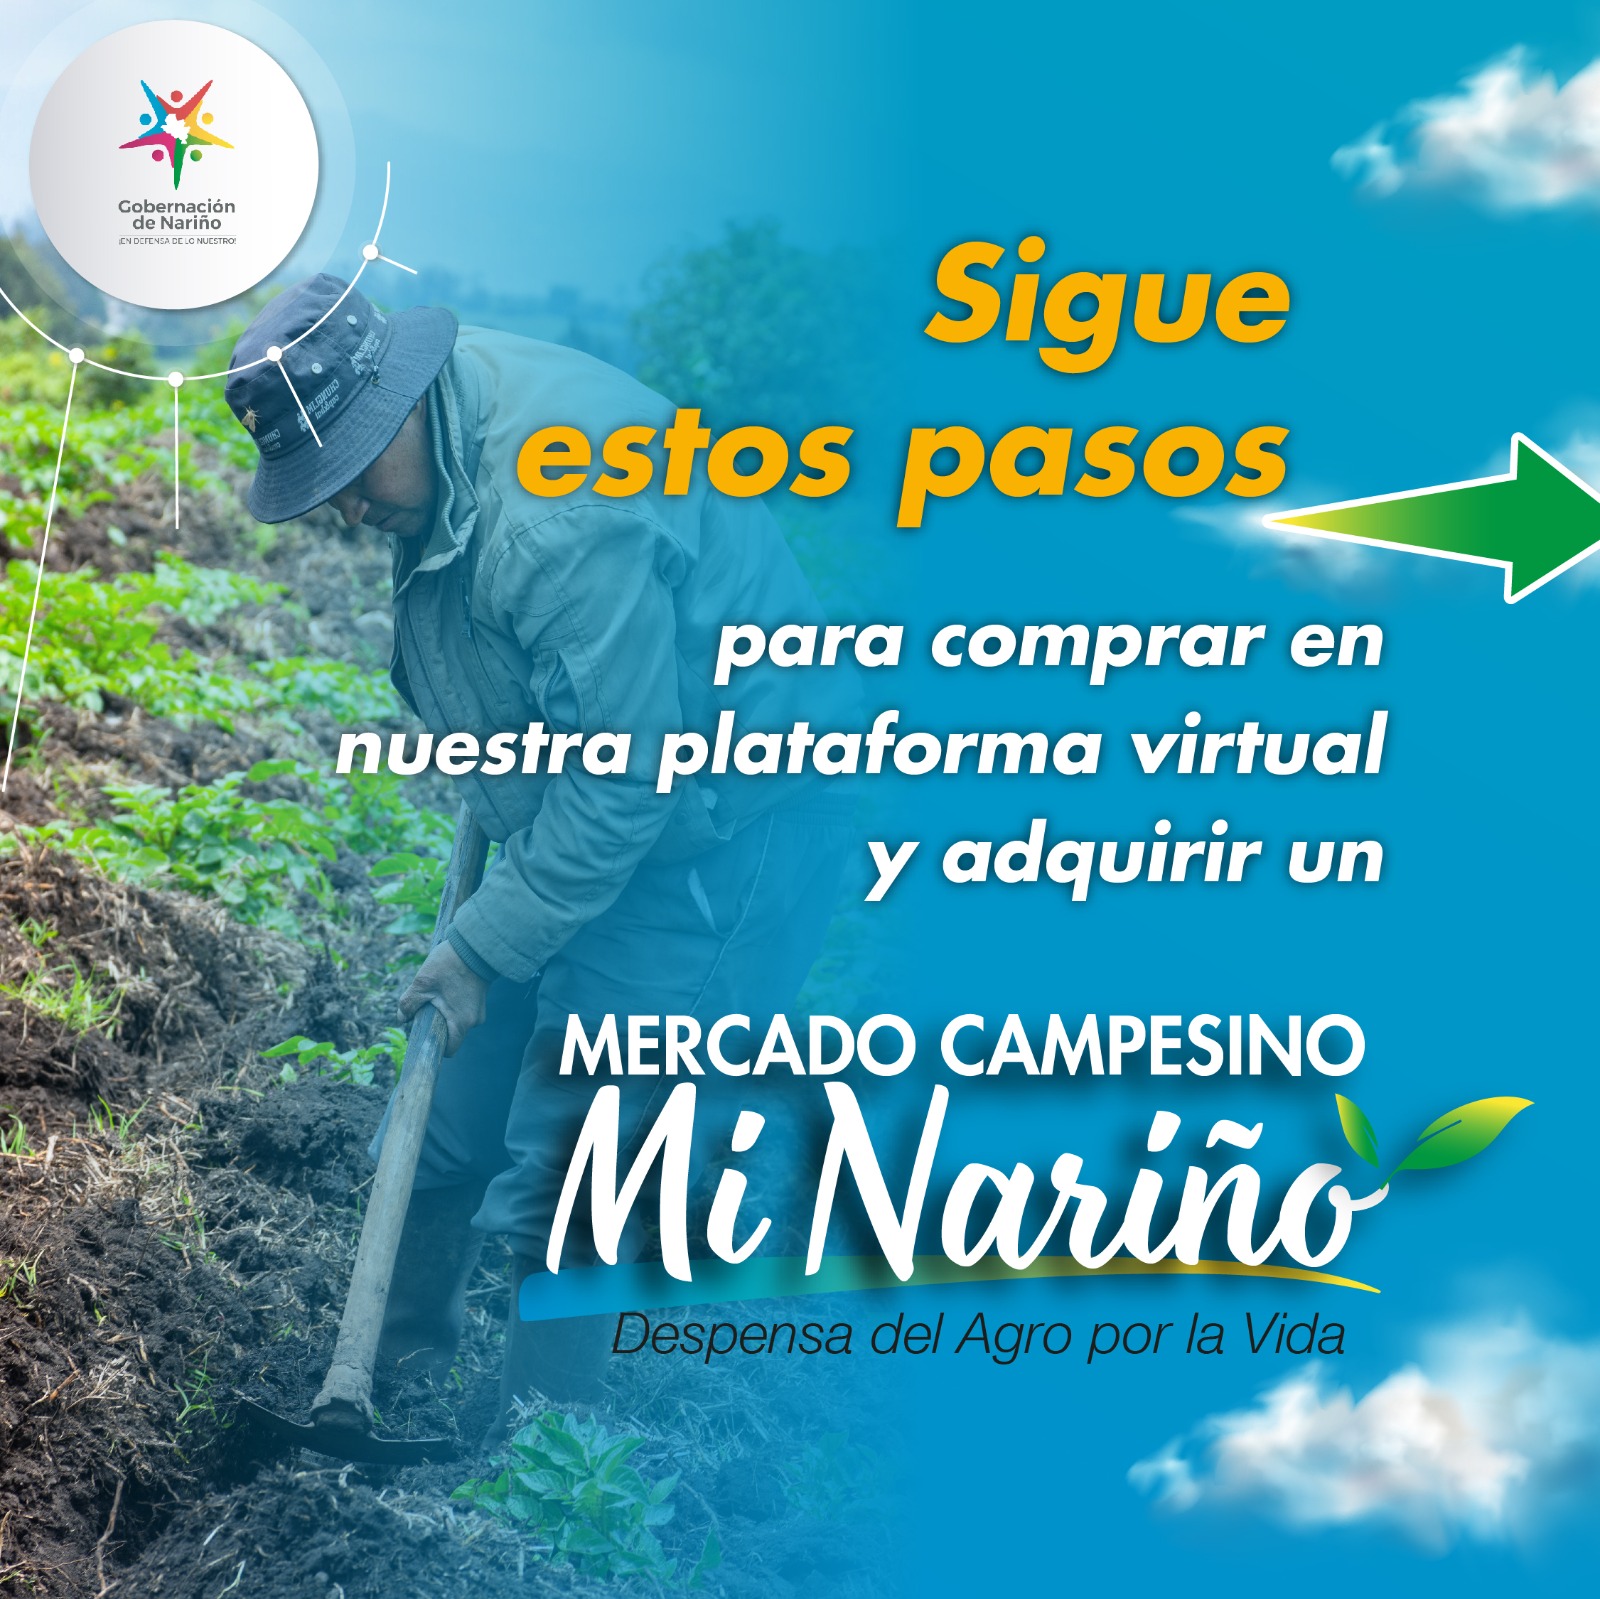 Gobernación
de Nariño
¡EN DEFENSA DE LO NUESTRO!
Sigue
estos pasos
para comprar en
nuestra plataforma virtual
y adquirir un
MERCADO CAMPESINO
Mi Nariño
Despensa del Agro por la Vida